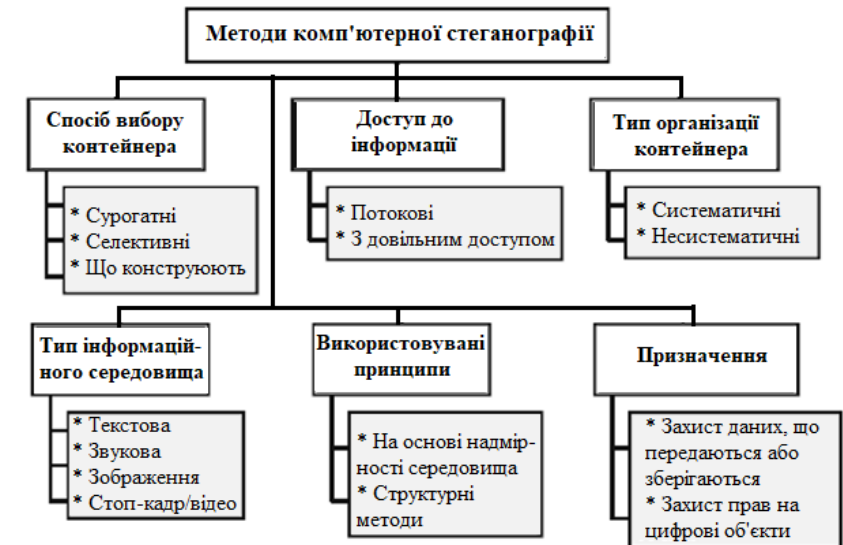 Методи комп'ютерної стеганографії
Спосіб вибору
контейнера
* Сурогатні
* Селективні
* Що конструюють
Доступ до
інформації
* Потокові
* З довільним доступом
Тип організації
контейнера
* Систематичні
* Несистематичні
Тип інформацій-
ного середовища
* Текстова
* Звукова
* Зображення
* Стоп-кадр/відео
Використовувані
принципи
* На основі надмір-
ності середовища
* Структурні
методи
Призначення
* Захист даних, що
передаються або
зберігаються
* Захист прав на
цифрові об'єкти